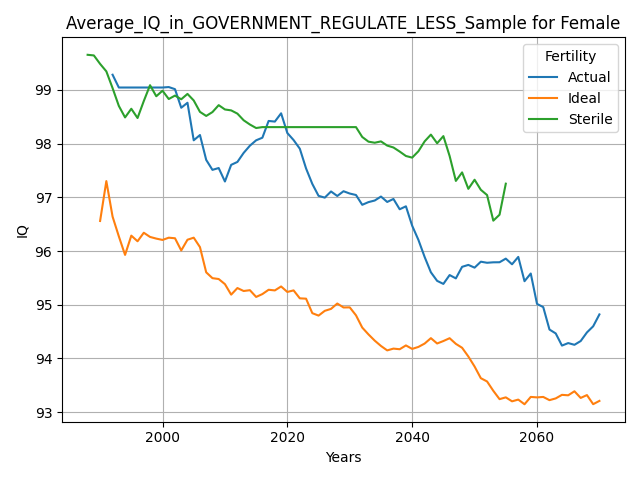 Average_IQ_in_GOVERNMENT_REGULATE_LESS_Sample for Female
Fertility
Actual
Ideal
Sterile
99
98
97
96
95
94
93
IQ
2000
2020
2040
2060
Years